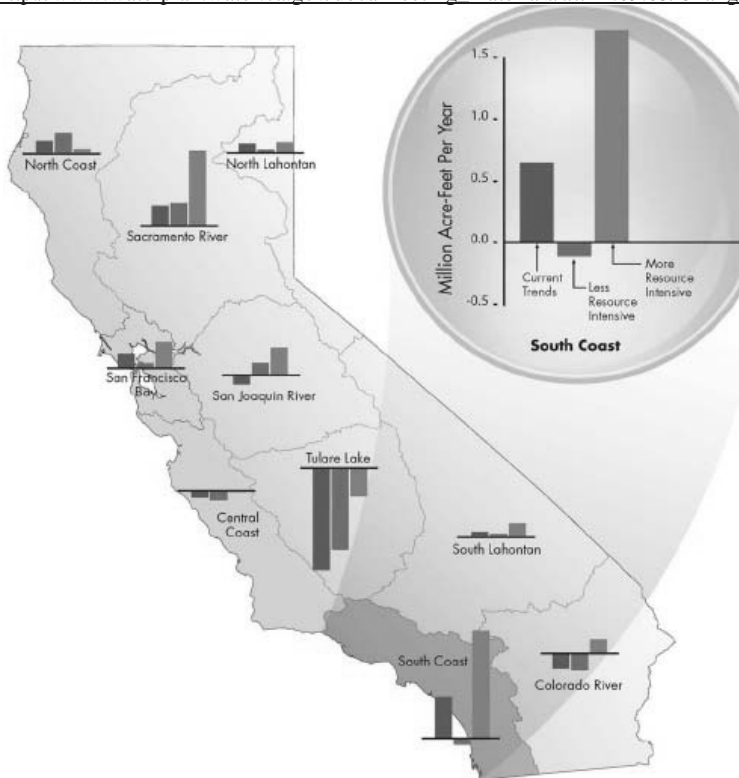 1.5
1.0
0.5
0.0
-0.5
Million Acre-Feet Per Year
Current
Trends
Less
Resource
Intensive
More
Resource
Intensive
South Coast
North Coast
North Lahontan
Sacramento River
San Francisco
Bay
San Joaquin River
Tulare Lake
Central
Coast
South Lahontan
South Coast
Colorado River